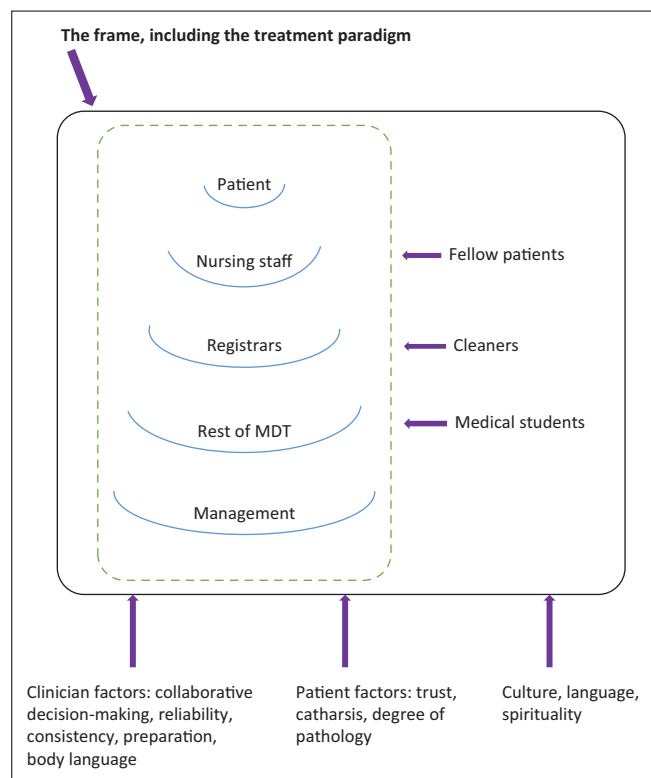 The frame, including the treatment paradigm
Patient
Nursing staff
Fellow patients
Registrars
Cleaners
Rest of MDT
Medical students
Management
Clinician factors: collaborative
decision-making, reliability,
consistency, preparation,
body language
Patient factors: trust,
catharsis, degree of
pathology
Culture, language,
spirituality